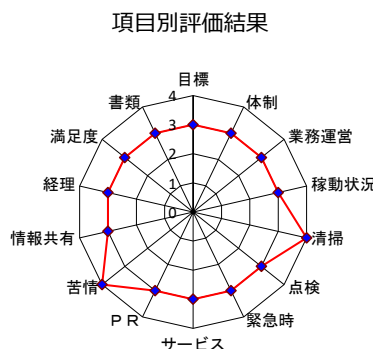 項目別評価結果
目標
体制
業務運営
稼動状況
清掃
点検
緊急時
サービス
ＰＲ
苦情
情報共有
経理
満足度
書類
4
3
2
1
0